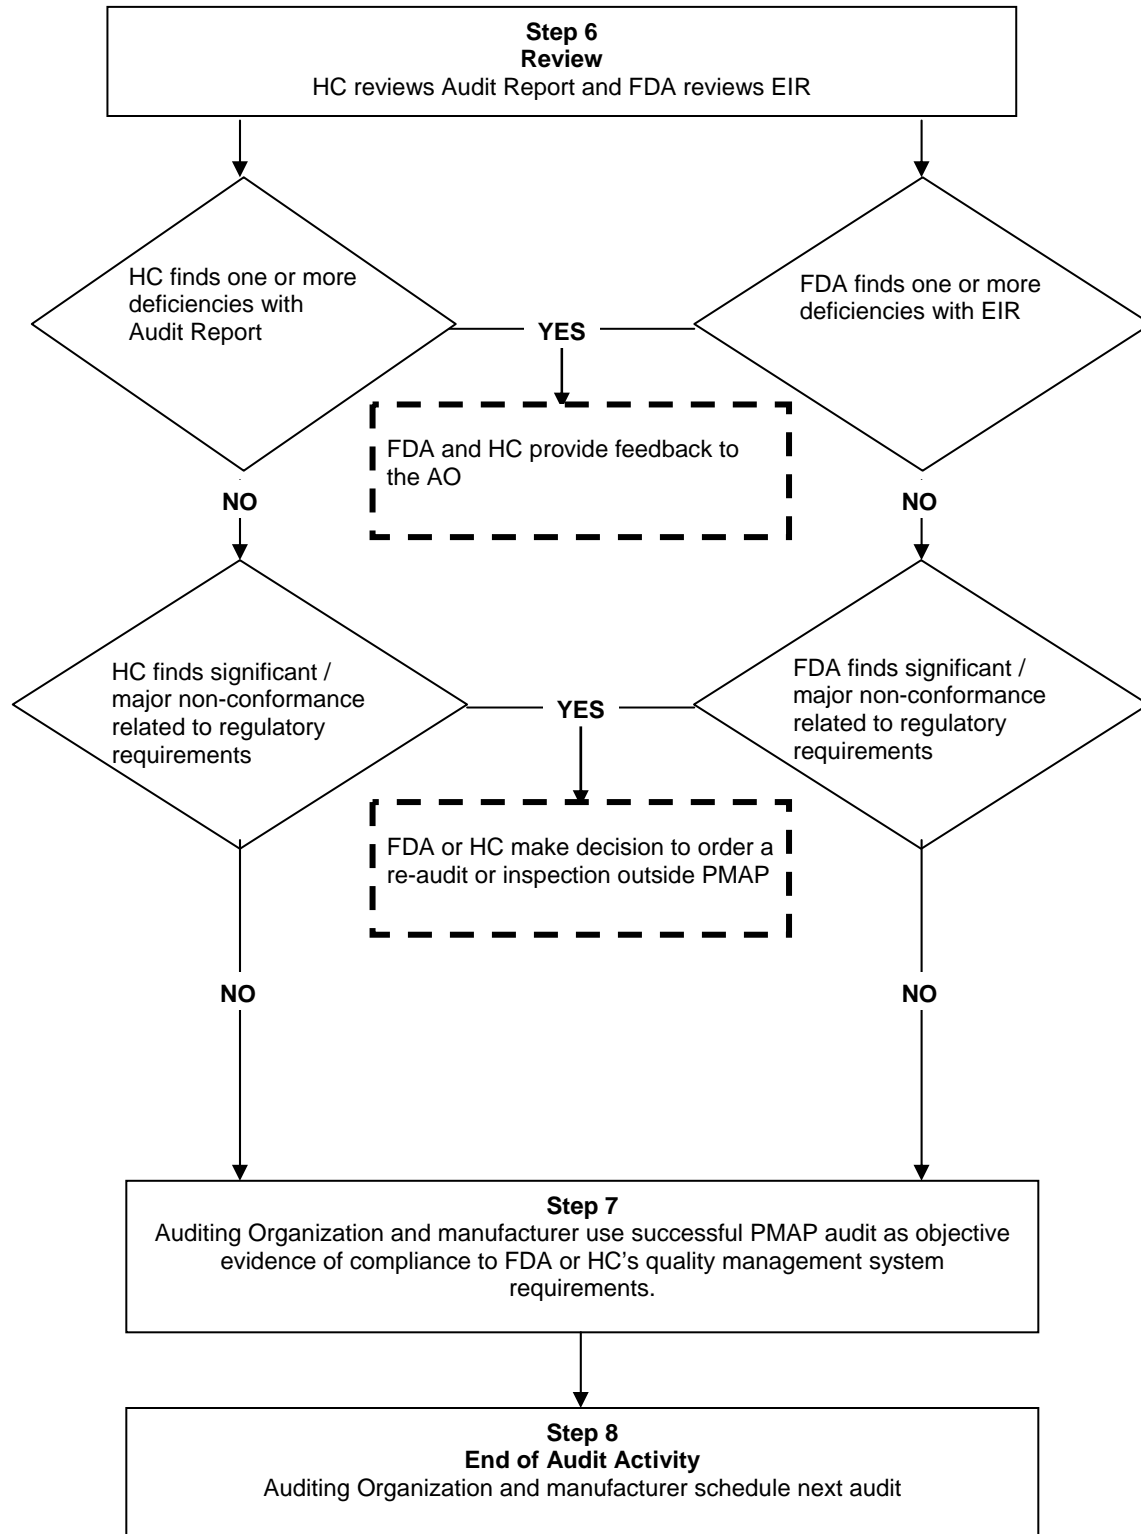 Step 6
Review
HC reviews Audit Report and FDA reviews EIR
HC finds one or more
deficiencies with
Audit Report
FDA finds one or more
deficiencies with EIR
YES
FDA and HC provide feedback to
the AO
NO
NO
HC finds significant /
major non-conformance
related to regulatory
requirements
FDA finds significant /
major non-conformance
related to regulatory
requirements
YES
FDA or HC make decision to order a
re-audit or inspection outside PMAP
NO
NO
Step 7
Auditing Organization and manufacturer use successful PMAP audit as objective
evidence of compliance to FDA or HC's quality management system
requirements.
Step 8
End of Audit Activity
Auditing Organization and manufacturer schedule next audit